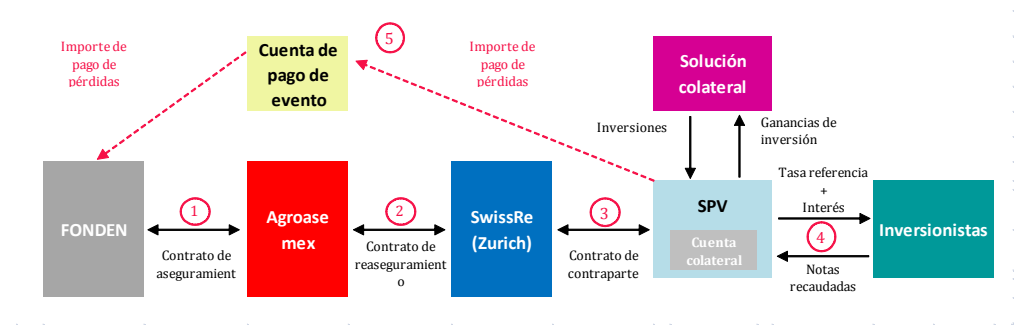 Importe de
pago de
pérdidas
Cuenta de
pago de
evento
5
Importe de
pago de
pérdidas
Solución
colateral
Inversiones
Ganancias de
inversión
FONDEN
1
Contrato de
aseguramient
Agroase
mex
2
Contrato de
reaseguramient
o
SwissRe
(Zurich)
3
Contrato de
contraparte
SPV
Cuenta
colateral
Tasa referencia
+
Interés
4
Notas
recaudadas
Inversionistas